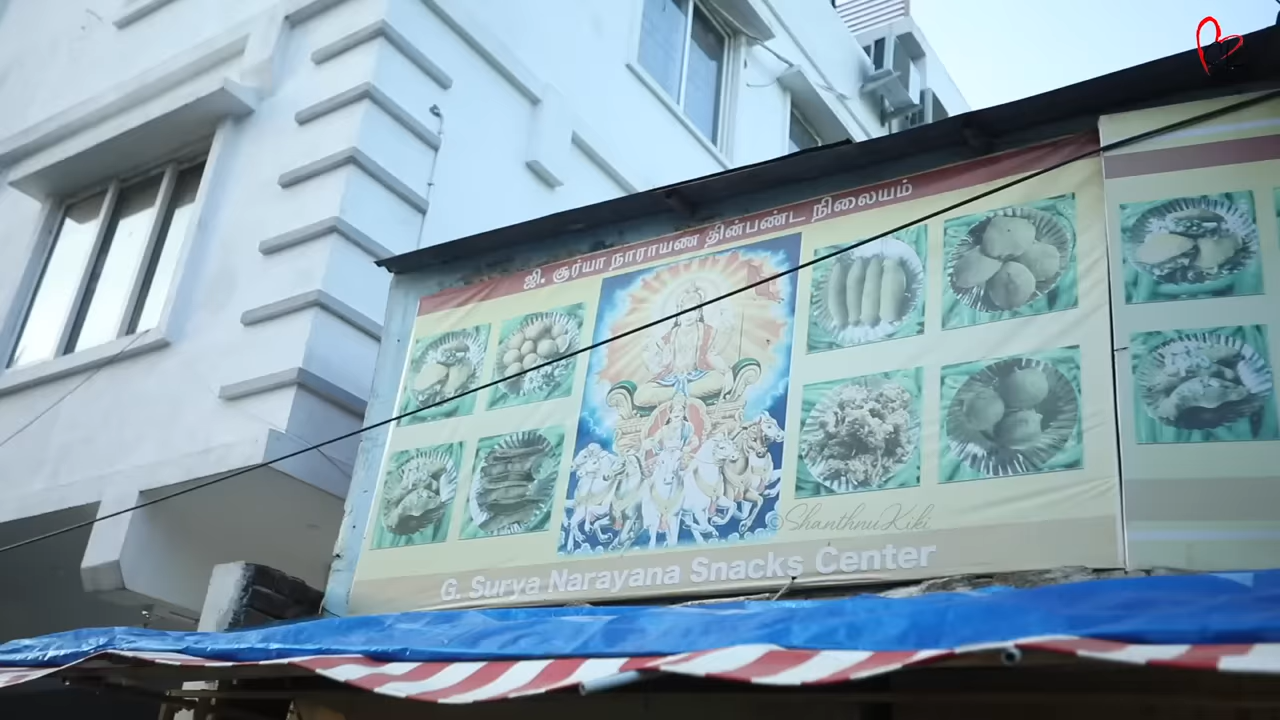 ஜி. சூர்யா நாராயண தின்பண்ட நிலையம்
©ShanthnuKiki
G. Surya Narayana Snacks Center